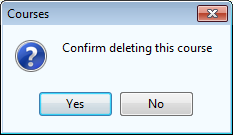 Courses
Confirm deleting this course
Yes
No